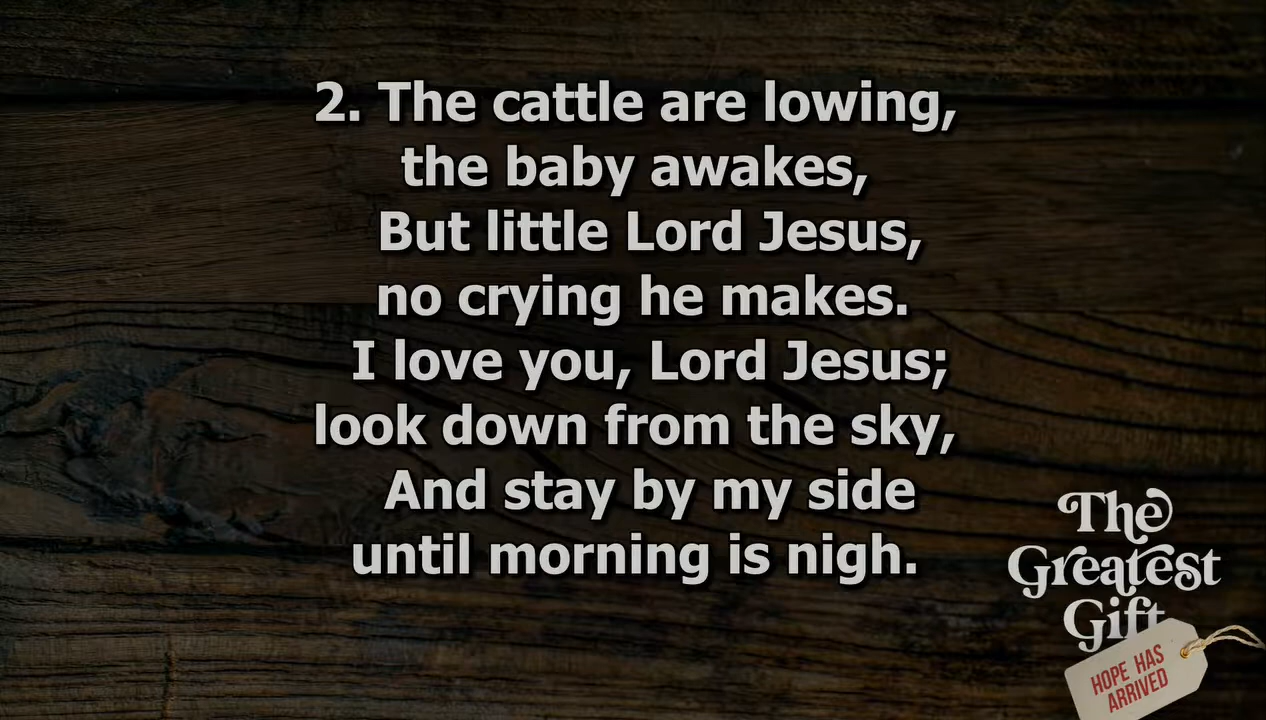 2. The cattle are lowing,
the baby awakes,
But little Lord Jesus,
no crying he makes.
I love you, Lord Jesus;
look down from the sky,
And stay by my side
until morning is nigh.
The
Greatest
Gift
HOPE HAS
ARRIVED